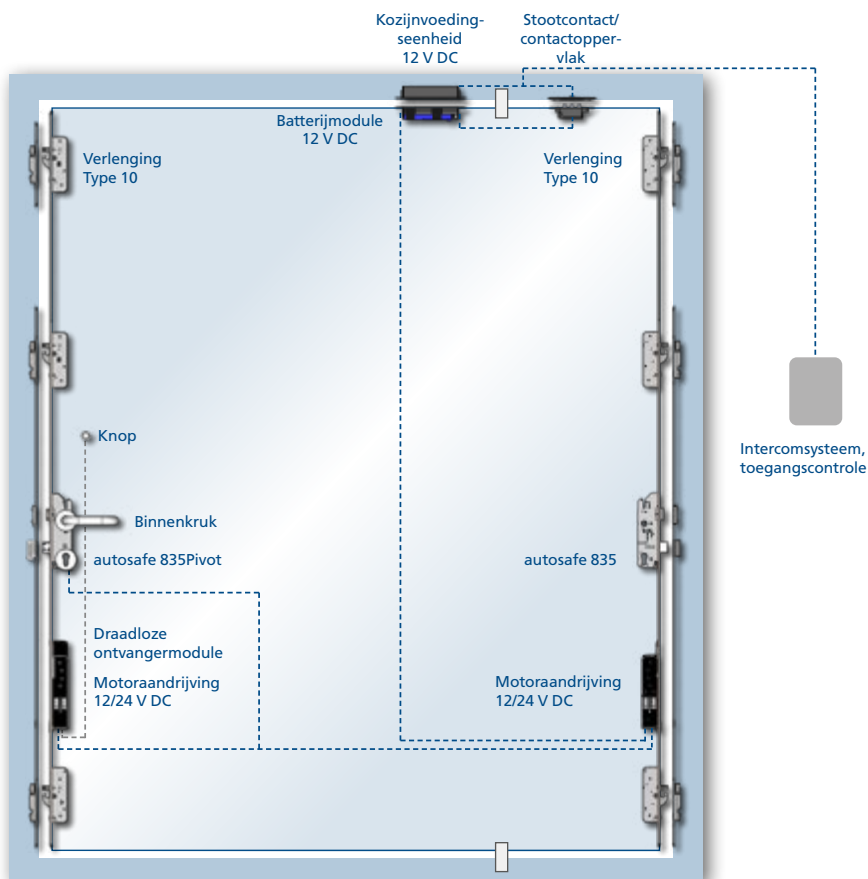 Kozijnvoeding-
seenheid
12 V DC
Stootcontact/
contactopper-
vlak
Batterijmodule
12 V DC
Verlenging
Type 10
Verlenging
Type 10
Knop
Intercomsysteem,
toegangscontrole
Binnenkruk
autosafe 835Pivot
autosafe 835
Draadloze
ontvangermodule
Motoraandrijving
12/24 V DC
Motoraandrijving
12/24 V DC